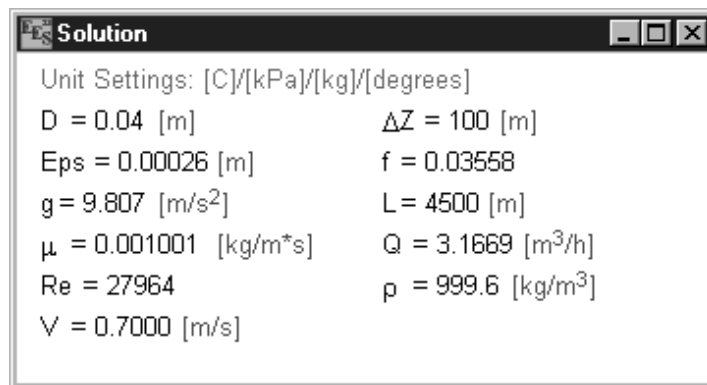 EES Solution
Unit Settings: [C]/[kPa]/[kg]/[degrees]
D = 0.04 [m] ΔZ = 100 [m]
Eps = 0.00026 [m] f = 0.03558
g = 9.807 [m/s²] L = 4500 [m]
μ = 0.001001 [kg/m*s] Q = 3.1669 [m³/h]
Re = 27964 ρ = 999.6 [kg/m³]
V = 0.7000 [m/s]